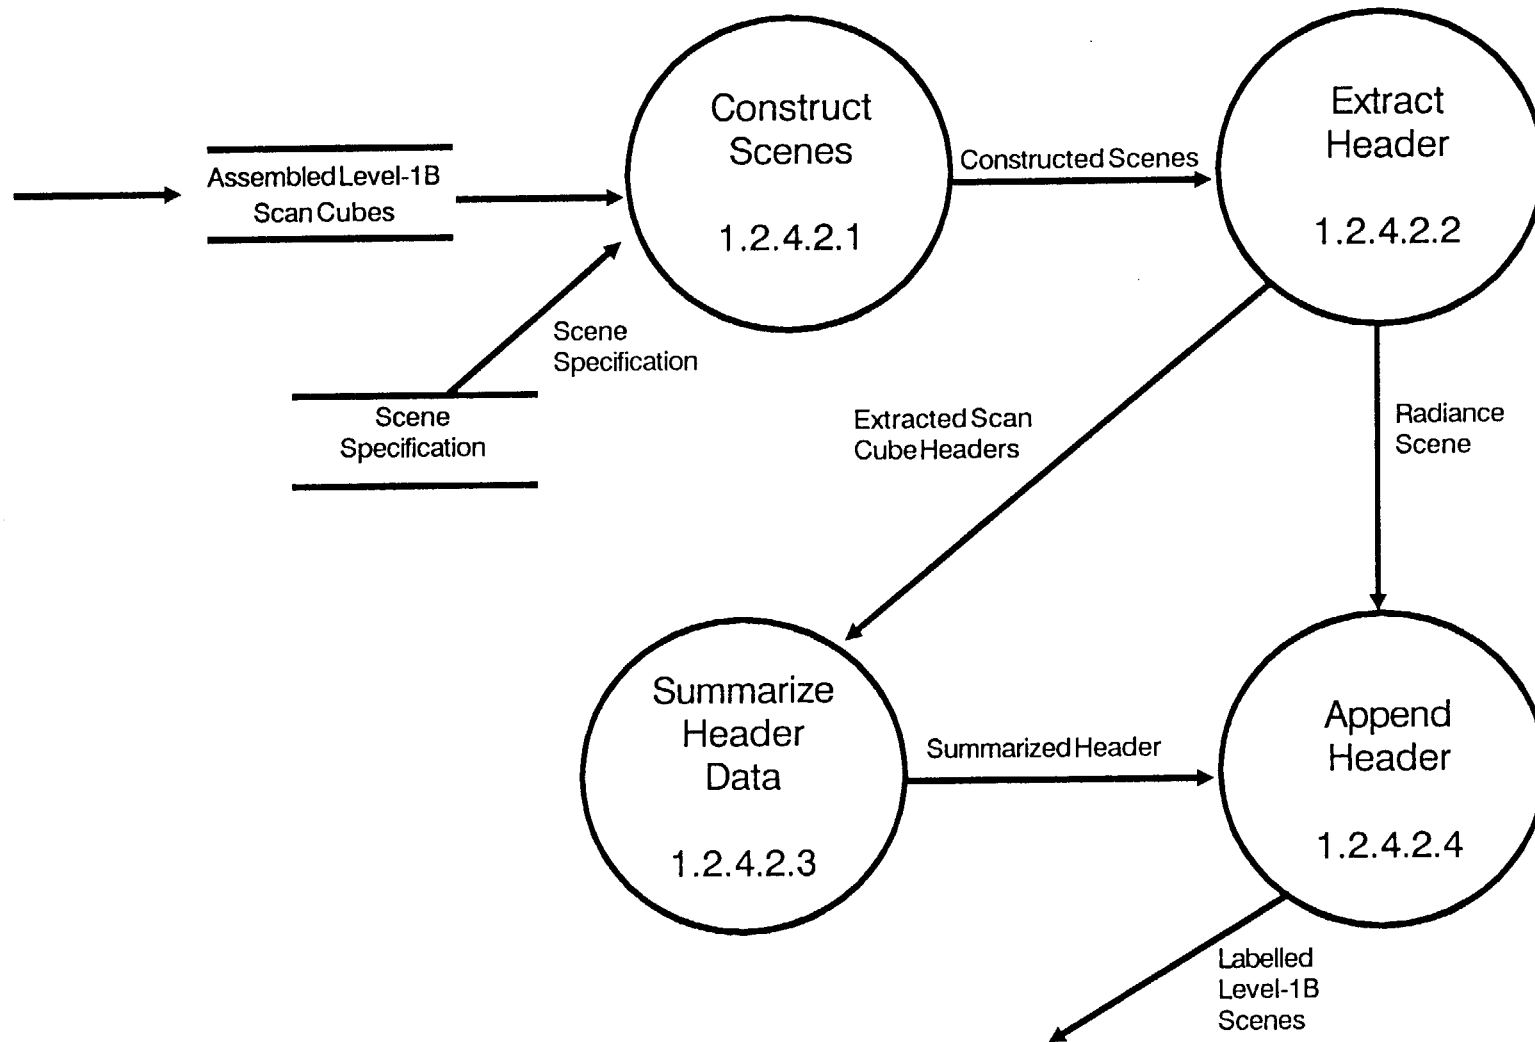 Construct
Scenes
1.2.4.2.1
Extract
Header
1.2.4.2.2
Assembled Level-1B
Scan Cubes
Constructed Scenes
Scene
Specification
Scene
Specification
Extracted Scan
Cube Headers
Radiance
Scene
Summarize
Header
Data
1.2.4.2.3
Summarized Header
Append
Header
1.2.4.2.4
Labelled
Level-1B
Scenes